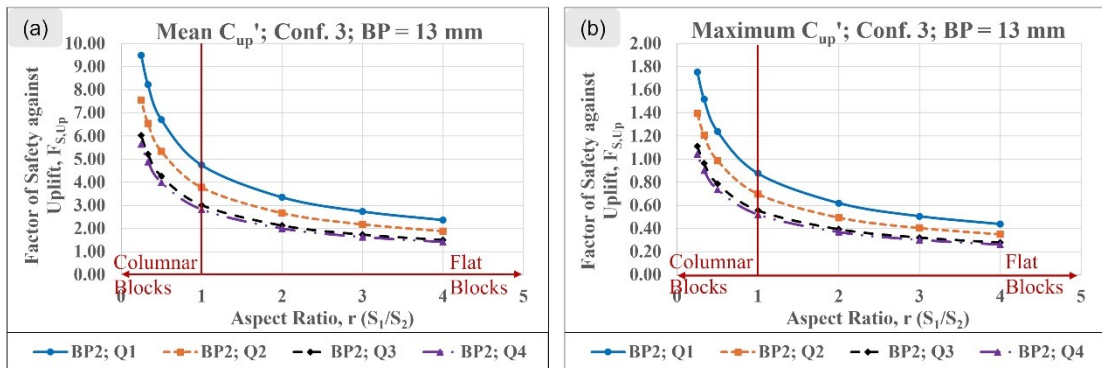 (a)
Mean Cup'; Conf. 3; BP = 13 mm
Factor of Safety against
Uplift, FS,Up
10.00
9.00
8.00
7.00
6.00
5.00
4.00
3.00
2.00
1.00
0.00
Columnar
Blocks
Flat
Blocks
0 1 2 3 4 5
Aspect Ratio, r (S1/S2)
BP2; Q1 BP2; Q2 BP2; Q3 BP2; Q4
(b)
Maximum Cup'; Conf. 3; BP = 13 mm
Factor of Safety against
Uplift, FS,Up
2.00
1.80
1.60
1.40
1.20
1.00
0.80
0.60
0.40
0.20
0.00
Columnar
Blocks
Flat
Blocks
0 1 2 3 4 5
Aspect Ratio, r (S1/S2)
BP2; Q1 BP2; Q2 BP2; Q3 BP2; Q4